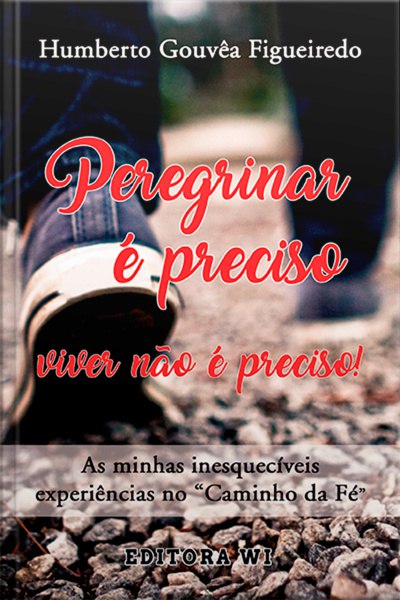 Humberto Gouvêa Figueiredo
Peregrinar
é preciso
viver não é preciso!
As minhas inesquecíveis
experiências no “Caminho da Fé”
EDITORA WI